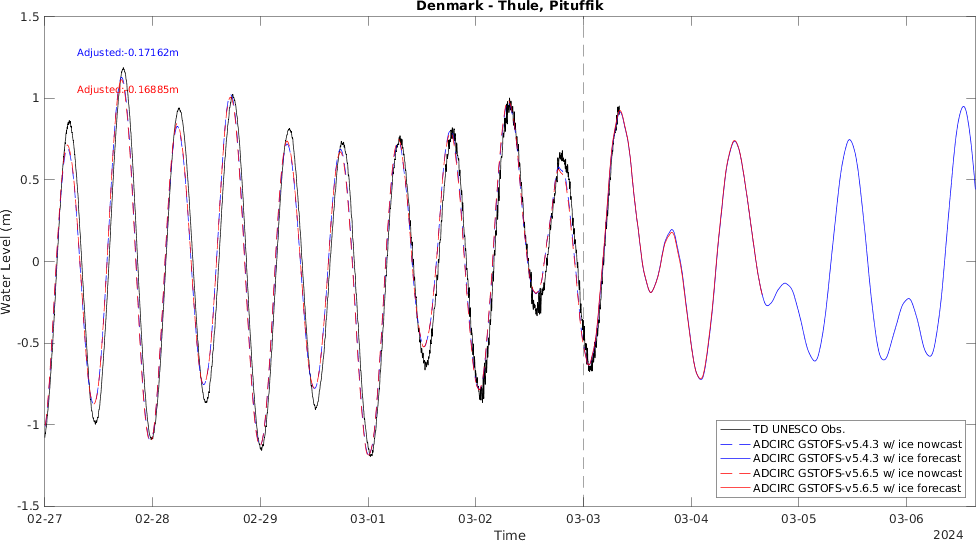 Denmark - Thule, Pituffik
1.5
1
0.5
0
-0.5
-1
-1.5
Water Level (m)
Adjusted:-0.17162m
Adjusted:-0.16885m
TD UNESCO Obs.
ADCIRC GSTOFS-v5.4.3 w/ ice nowcast
ADCIRC GSTOFS-v5.4.3 w/ ice forecast
ADCIRC GSTOFS-v5.6.5 w/ ice nowcast
ADCIRC GSTOFS-v5.6.5 w/ ice forecast
02-27 02-28 02-29 03-01 03-02 03-03 03-04 03-05 03-06
Time
2024